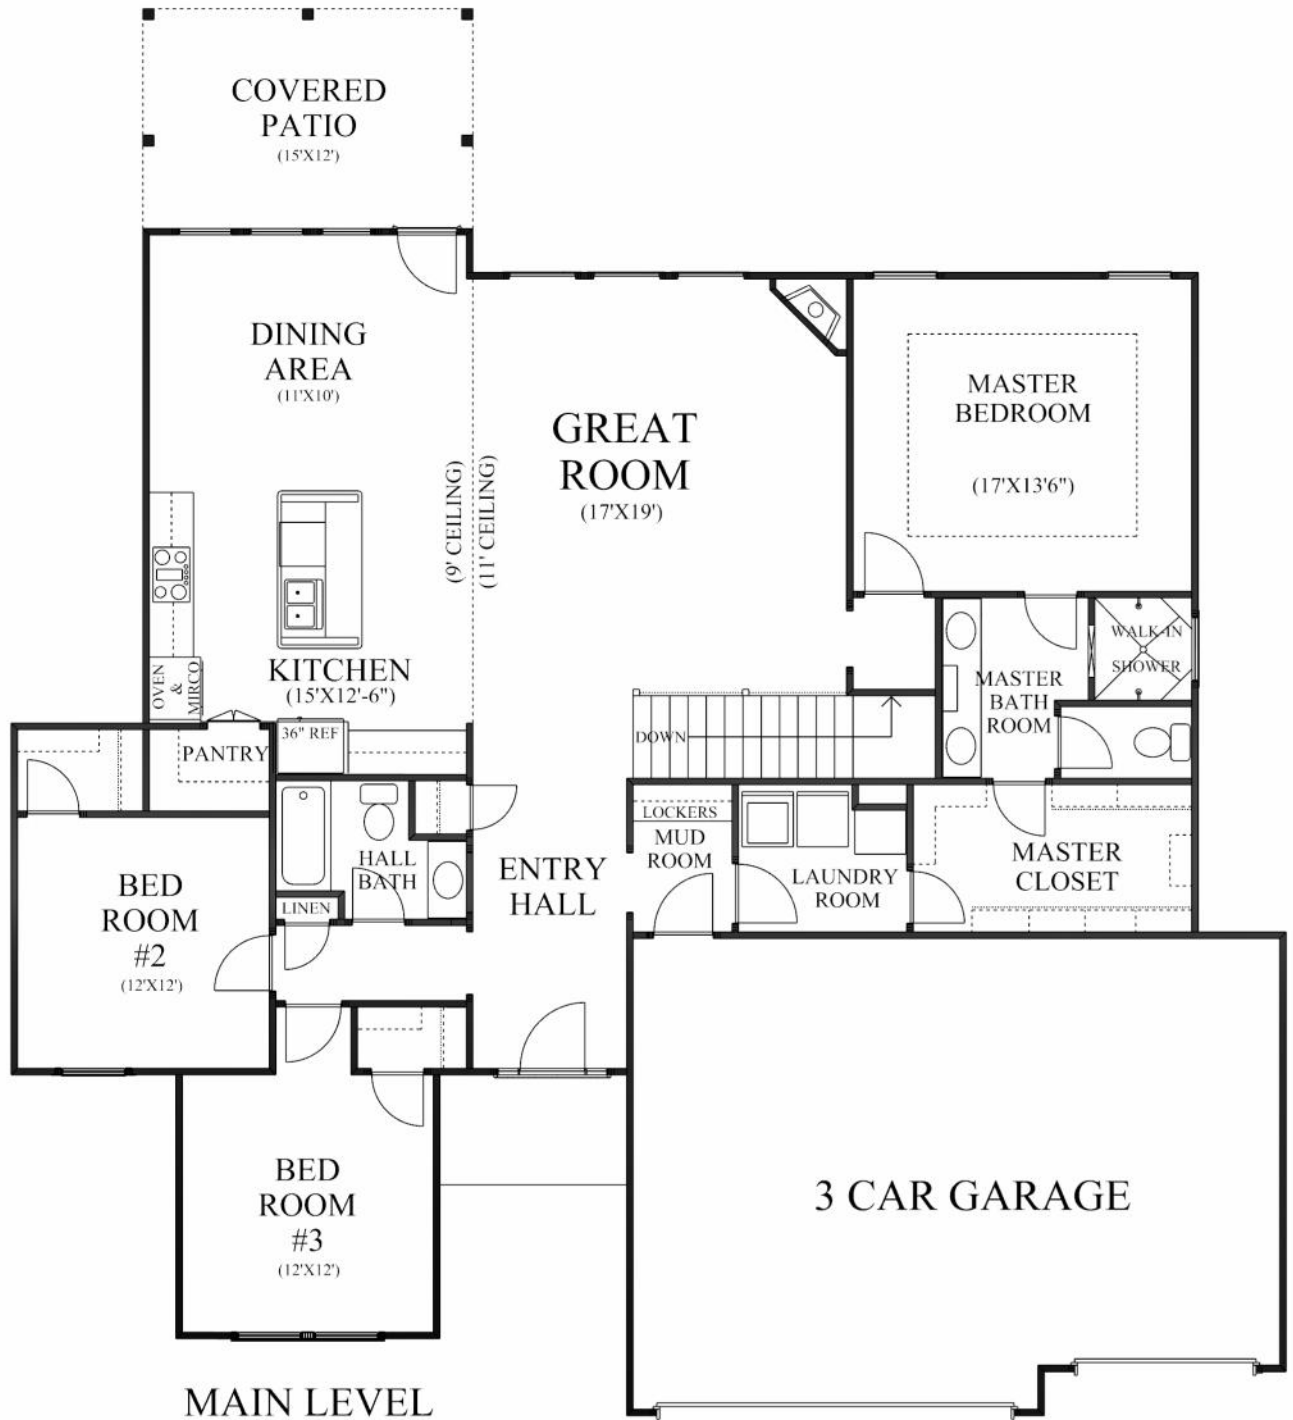 COVERED
PATIO
(15'X12')
DINING
AREA
(11'X10')
GREAT
ROOM
(17'X19')
(9' CEILING)
(11' CEILING)
MASTER
BEDROOM
(17'X13'6")
OVEN
&
MIRCO
KITCHEN
(15'X12'-6")
WALK-IN
SHOWER
MASTER
BATH
ROOM
PANTRY
36" REF
DOWN
LOCKERS
MUD
ROOM
LAUNDRY
ROOM
MASTER
CLOSET
HALL
BATH
LINEN
ENTRY
HALL
BED
ROOM
#2
(12'X12')
BED
ROOM
#3
(12'X12')
3 CAR GARAGE
MAIN LEVEL